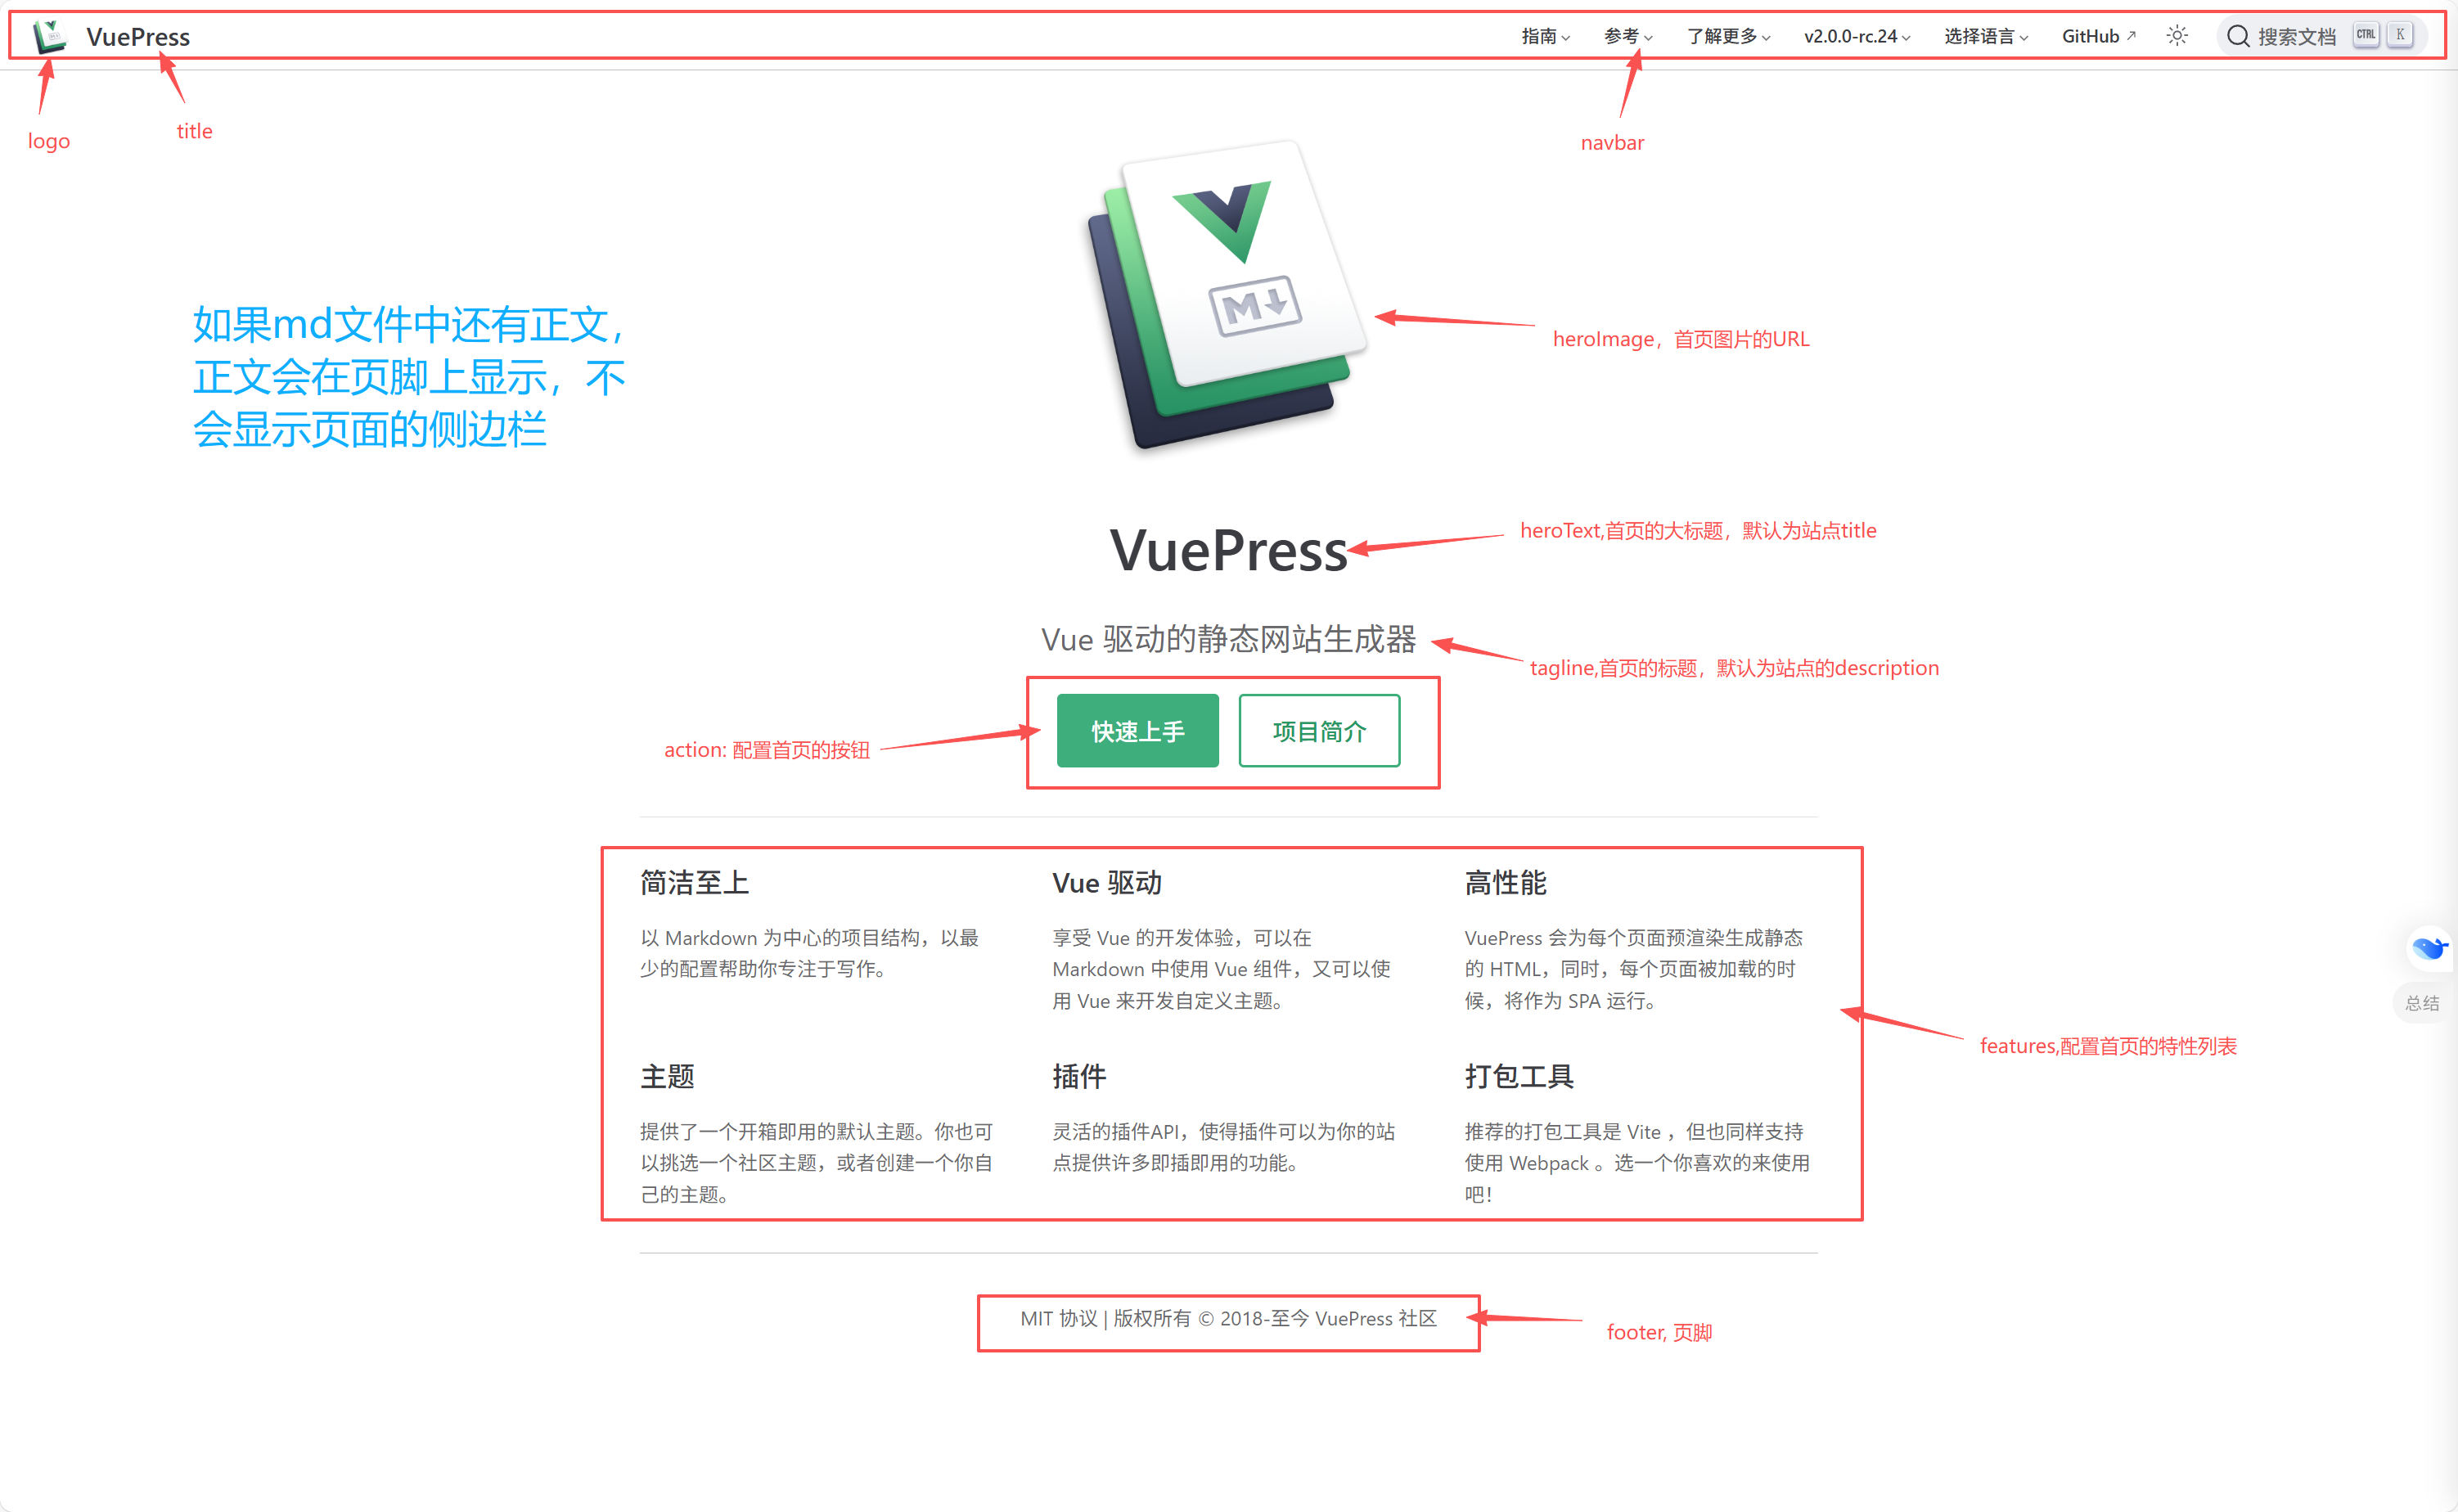 VuePress
指南
参考
了解更多
v2.0.0-rc.24
选择语言
GitHub
搜索文档
CTRL
K
logo
title
navbar
M
如果md文件中还有正文，
正文会在页脚上显示，不
会显示页面的侧边栏
heroImage，首页图片的URL
VuePress
heroText,首页的大标题，默认为站点title
Vue 驱动的静态网站生成器
tagline,首页的标题，默认为站点的description
快速上手
项目简介
action: 配置首页的按钮
简洁至上
以 Markdown 为中心的项目结构，以最
少的配置帮助你专注于写作。
Vue 驱动
享受 Vue 的开发体验，可以在
Markdown 中使用 Vue 组件，又可以使
用 Vue 来开发自定义主题。
高性能
VuePress 会为每个页面预渲染生成静态
的 HTML，同时，每个页面被加载的时
候，将作为 SPA 运行。
总结
features,配置首页的特性列表
主题
提供了一个开箱即用的默认主题。你也可
以挑选一个社区主题，或者创建一个你自
己的主题。
插件
灵活的插件API，使得插件可以为你的站
点提供许多即插即用的功能。
打包工具
推荐的打包工具是 Vite ，但也同样支持
使用 Webpack 。选一个你喜欢的来使用
吧！
MIT 协议 | 版权所有 © 2018-至今 VuePress 社区
footer, 页脚